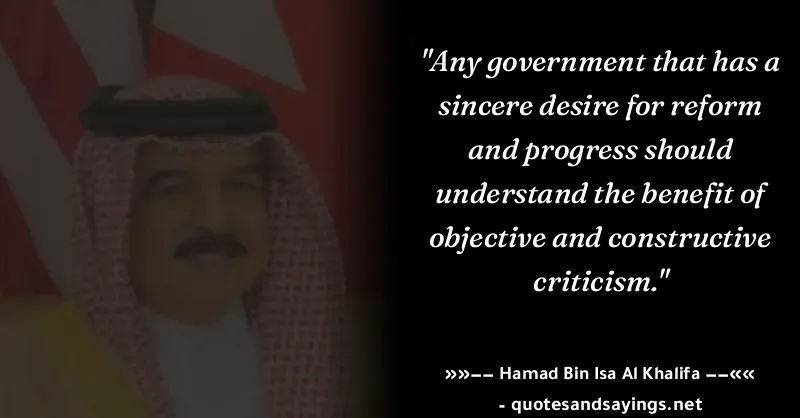 "Any government that has a
sincere desire for reform
and progress should
understand the benefit of
objective and constructive
criticism."
»»−− Hamad Bin Isa Al Khalifa −−««
- quotesandsayings.net